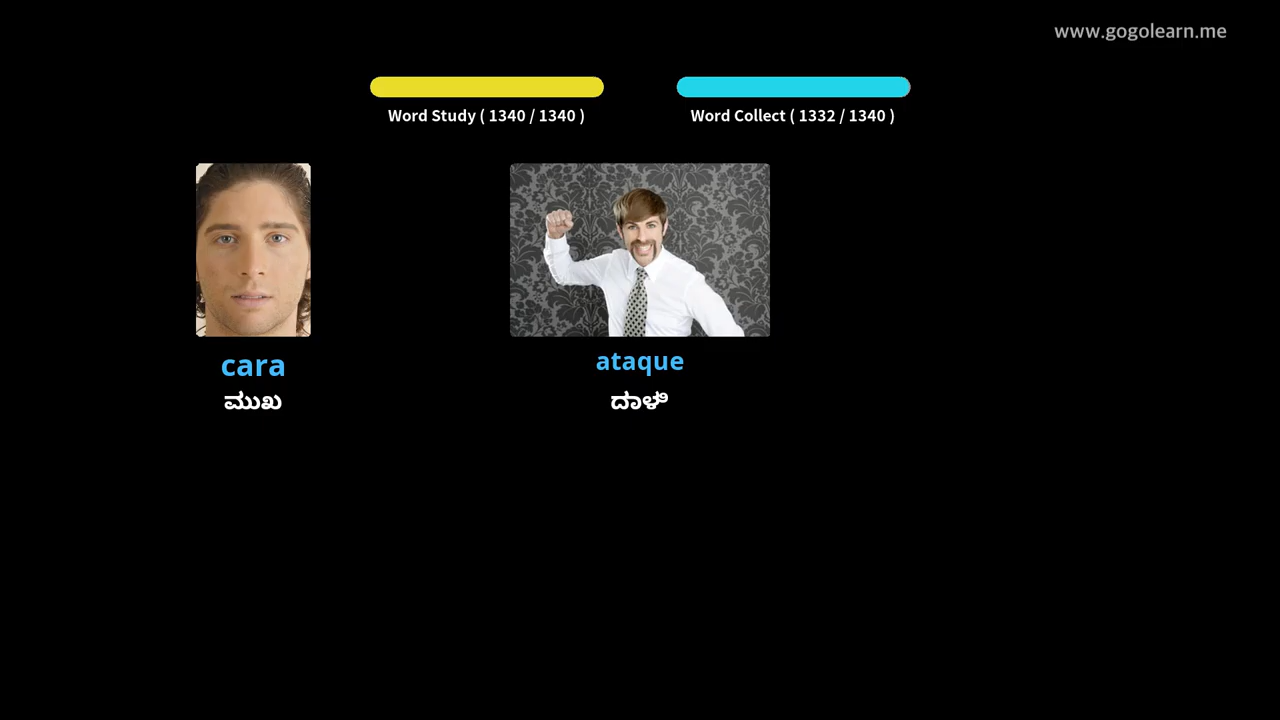 www.gogolearn.me
Word Study ( 1340 / 1340 )
Word Collect ( 1332 / 1340 )
cara
ataque
ಮುಖ
ದಾಳಿ